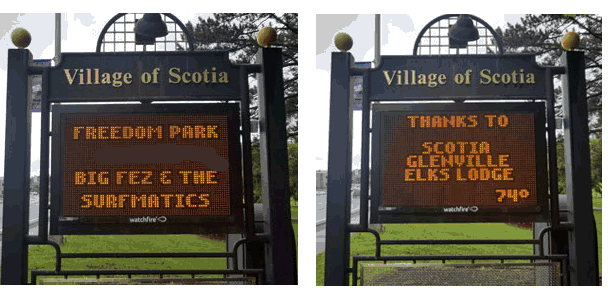 Village of Scotia
FREEDOM PARK
BIG FEZ & THE
SURFMATICS
watchfire
Village of Scotia
THANKS TO
SCOTIA
GLENVILLE
ELKS LODGE
74°
watchfire